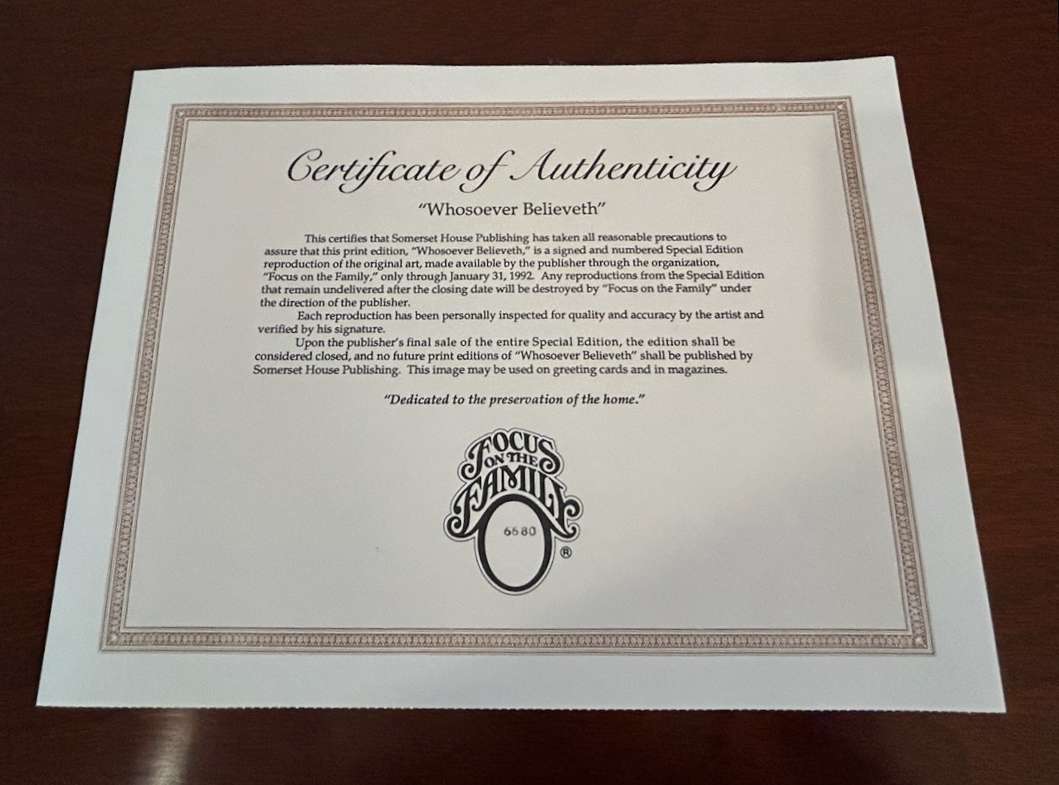 Certificate of Authenticity
“Whosoever Believeth”
This certifies that Somerset House Publishing has taken all reasonable precautions to
assure that this print edition, “Whosoever Believeth,” is a signed and numbered Special Edition
reproduction of the original art, made available by the publisher through the organization,
“Focus on the Family,” only through January 31, 1992. Any reproductions from the Special Edition
that remain undelivered after the closing date will be destroyed by “Focus on the Family” under
the direction of the publisher.
Each reproduction has been personally inspected for quality and accuracy by the artist and
verified by his signature.
Upon the publisher’s final sale of the entire Special Edition, the edition shall be
considered closed, and no future print editions of “Whosoever Believeth” shall be published by
Somerset House Publishing. This image may be used on greeting cards and in magazines.
“Dedicated to the preservation of the home.”
FOCUS
ON THE
FAMILY
6680
®